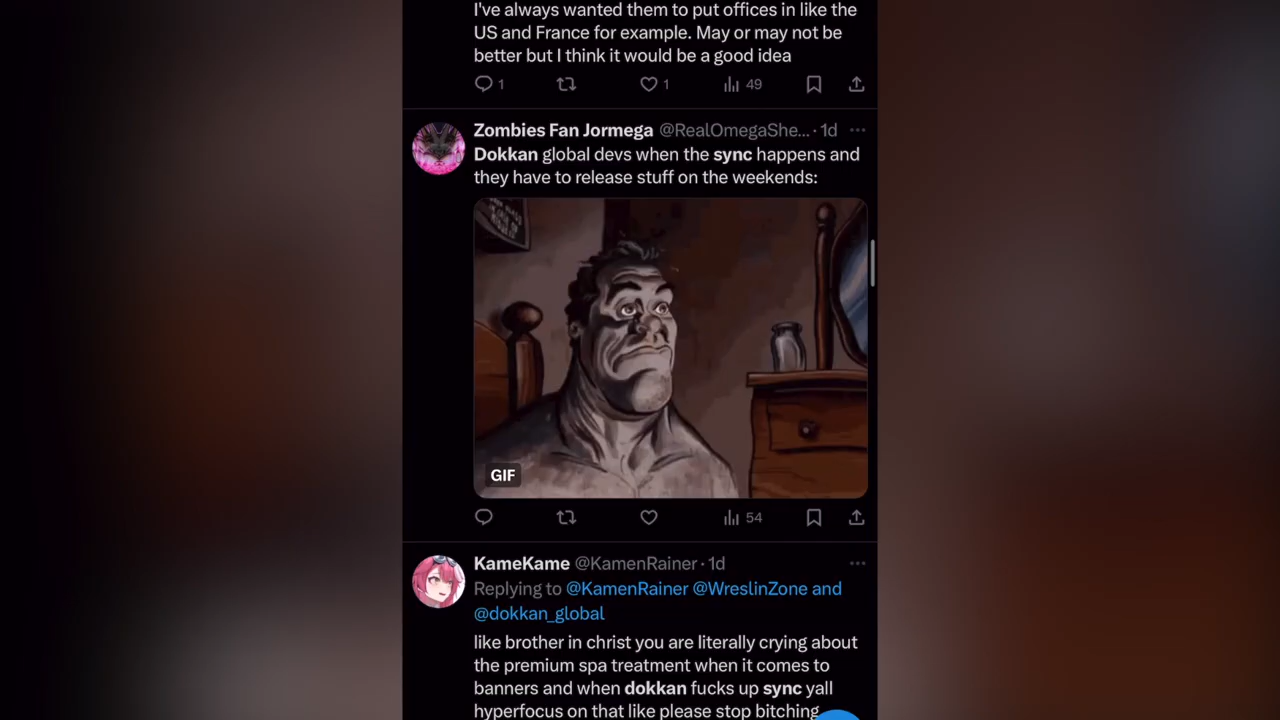 I've always wanted them to put offices in like the
US and France for example. May or may not be
better but I think it would be a good idea
1 1 49
Zombies Fan Jormega @RealOmegaShe... · 1d
Dokkan global devs when the sync happens and
they have to release stuff on the weekends:
GIF
54
KameKame @KamenRainer · 1d
Replying to @KamenRainer @WreslinZone and
@dokkan_global
like brother in christ you are literally crying about
the premium spa treatment when it comes to
banners and when dokkan fucks up sync yall
hyperfocus on that like please stop bitching